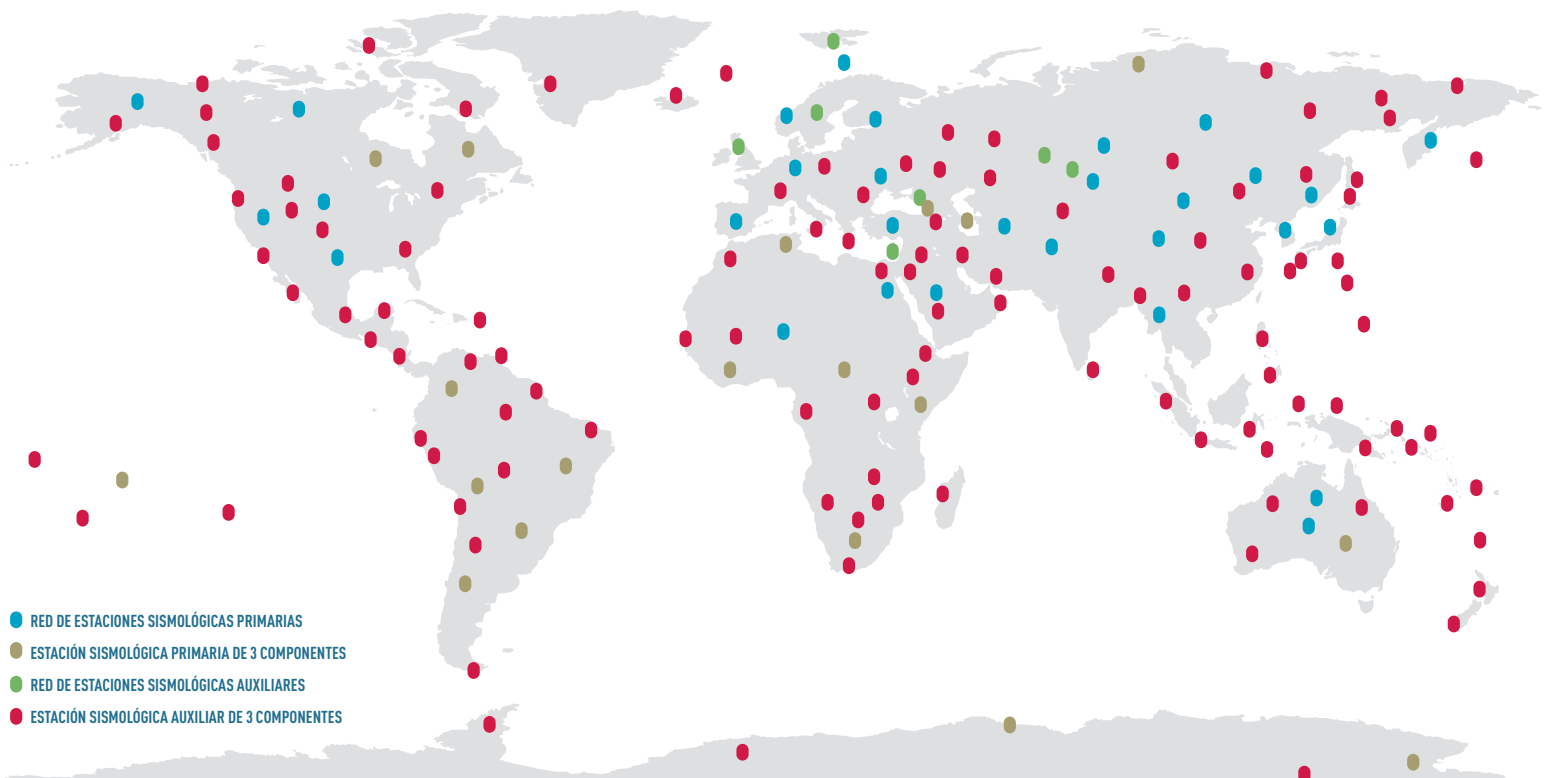 RED DE ESTACIONES SISMOLÓGICAS PRIMARIAS
ESTACIÓN SISMOLÓGICA PRIMARIA DE 3 COMPONENTES
RED DE ESTACIONES SISMOLÓGICAS AUXILIARES
ESTACIÓN SISMOLÓGICA AUXILIAR DE 3 COMPONENTES